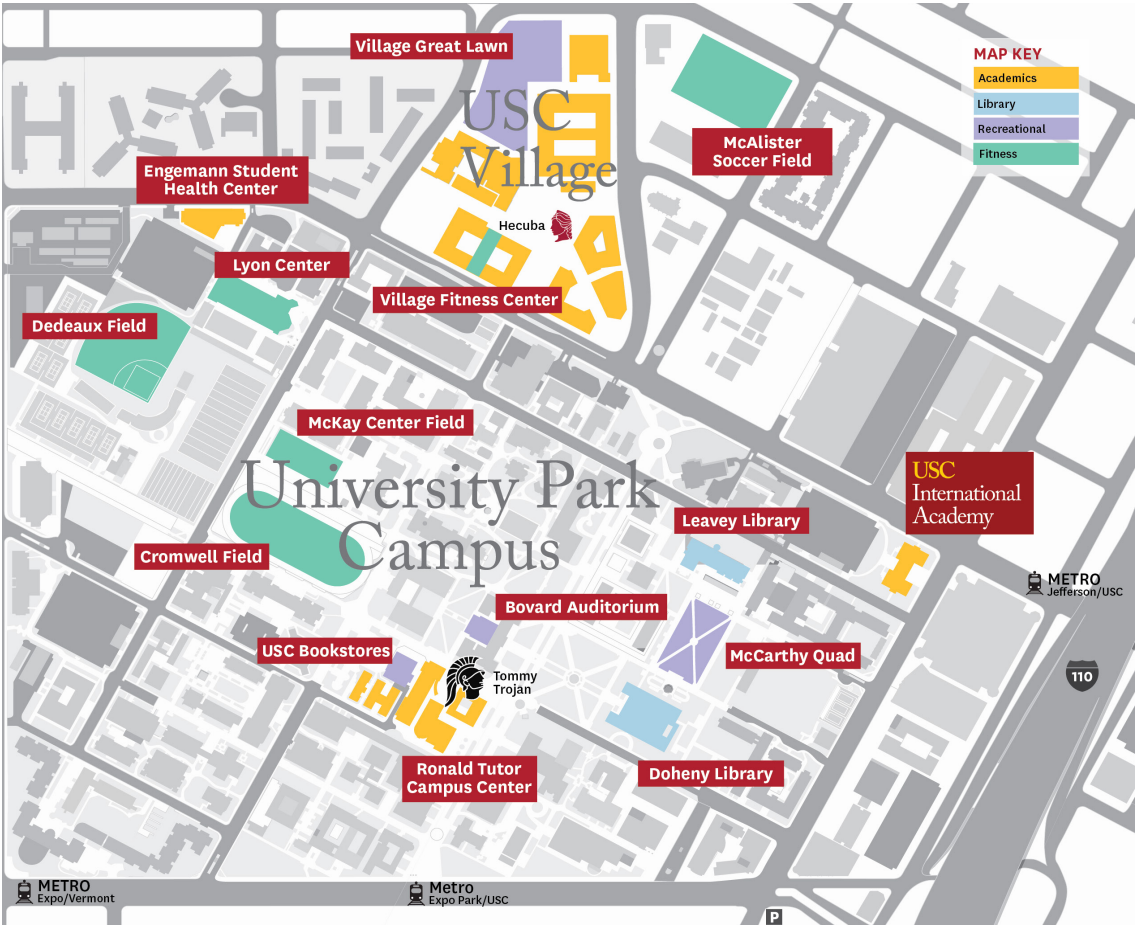 Village Great Lawn
MAP KEY
Academics
Library
Recreational
Fitness
USC
Village
McAlister
Soccer Field
Engemann Student
Health Center
Hecuba
Lyon Center
Village Fitness Center
Dedeaux Field
McKay Center Field
University Park
Campus
USC
International
Academy
Leavey Library
Cromwell Field
METRO
Jefferson/USC
Bovard Auditorium
USC Bookstores
McCarthy Quad
110
Tommy
Trojan
Ronald Tutor
Campus Center
Doheny Library
METRO
Expo/Vermont
Metro
Expo Park/USC
P